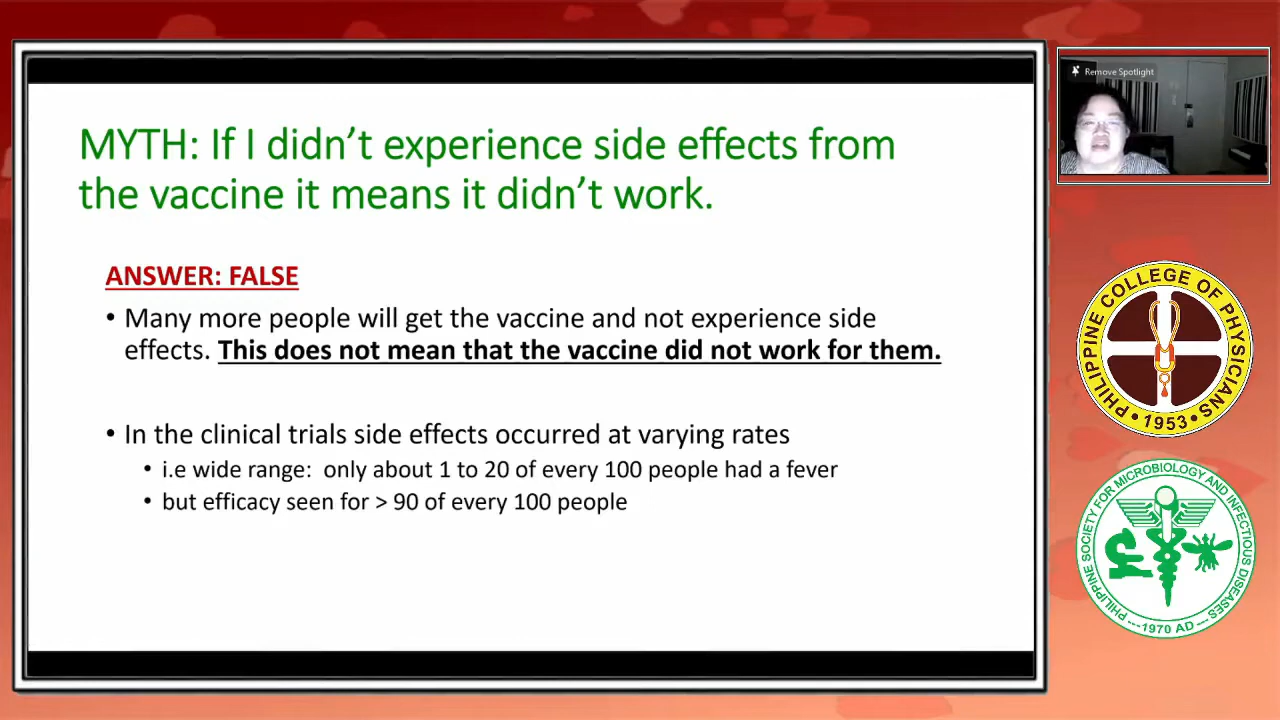 MYTH: If I didn’t experience side effects from
the vaccine it means it didn’t work.
ANSWER: FALSE
• Many more people will get the vaccine and not experience side
effects. This does not mean that the vaccine did not work for them.
• In the clinical trials side effects occurred at varying rates
• i.e wide range: only about 1 to 20 of every 100 people had a fever
• but efficacy seen for > 90 of every 100 people
Remove Spotlight
PHILIPPINE COLLEGE OF PHYSICIANS
• 1953 •
PHILIPPINE SOCIETY FOR MICROBIOLOGY AND INFECTIOUS DISEASES
---1970 AD---